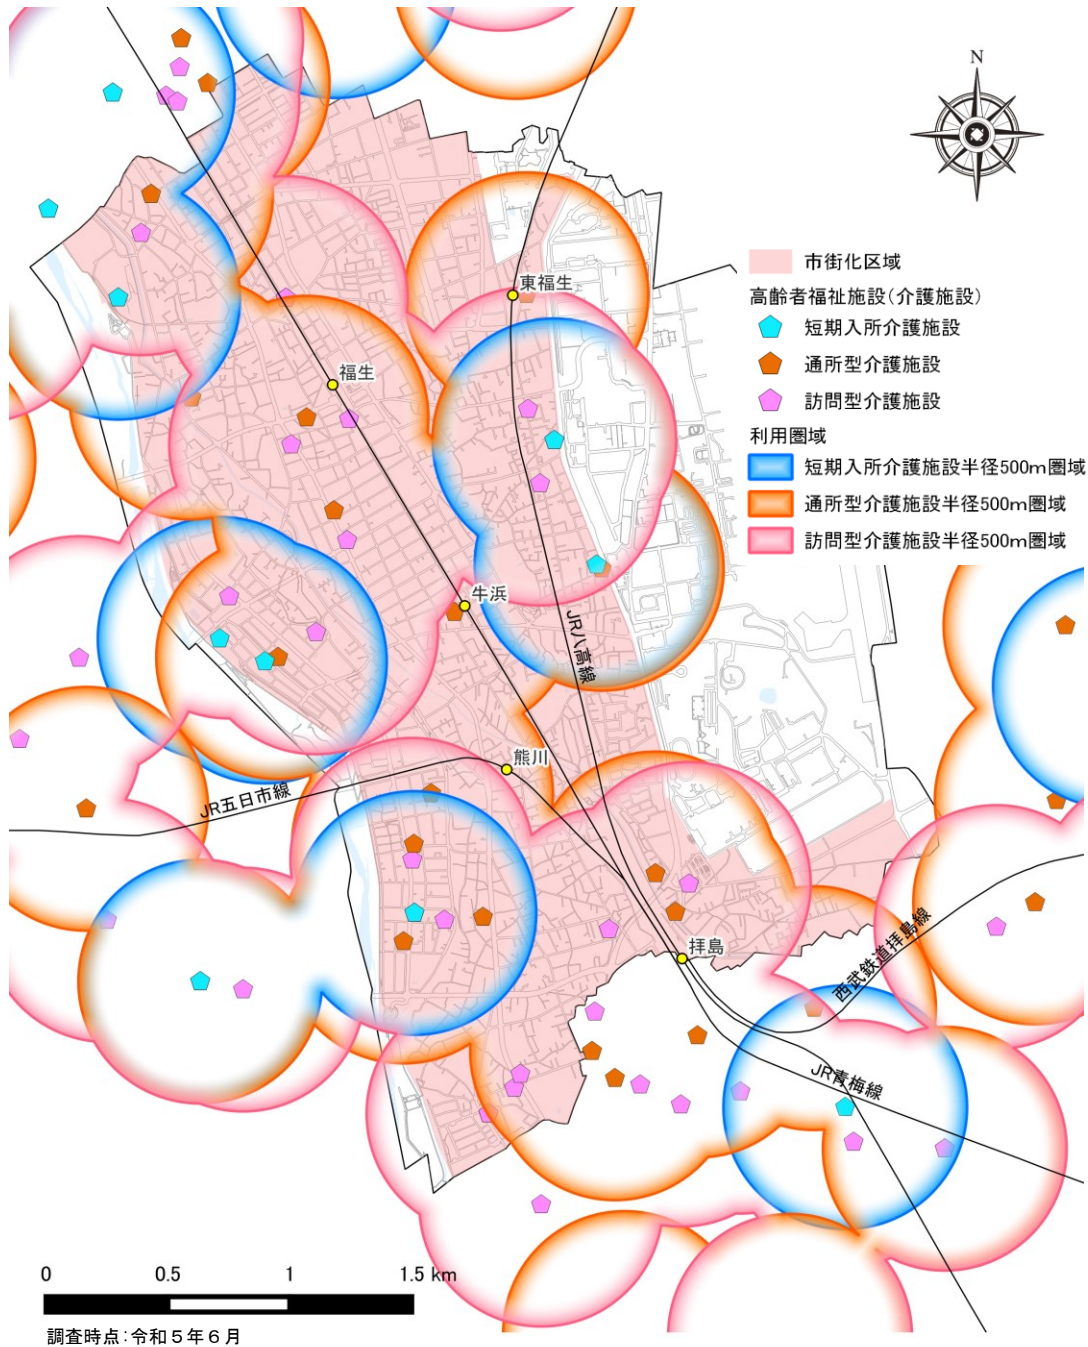 N
市街化区域
高齢者福祉施設(介護施設)
短期入所介護施設
通所型介護施設
訪問型介護施設
利用圏域
短期入所介護施設半径500m圏域
通所型介護施設半径500m圏域
訪問型介護施設半径500m圏域
東福生
福生
牛浜
JR八高線
熊川
JR五日市線
拝島
西武鉄道拝島線
JR青梅線
0 0.5 1 1.5 km
調査時点:令和5年6月